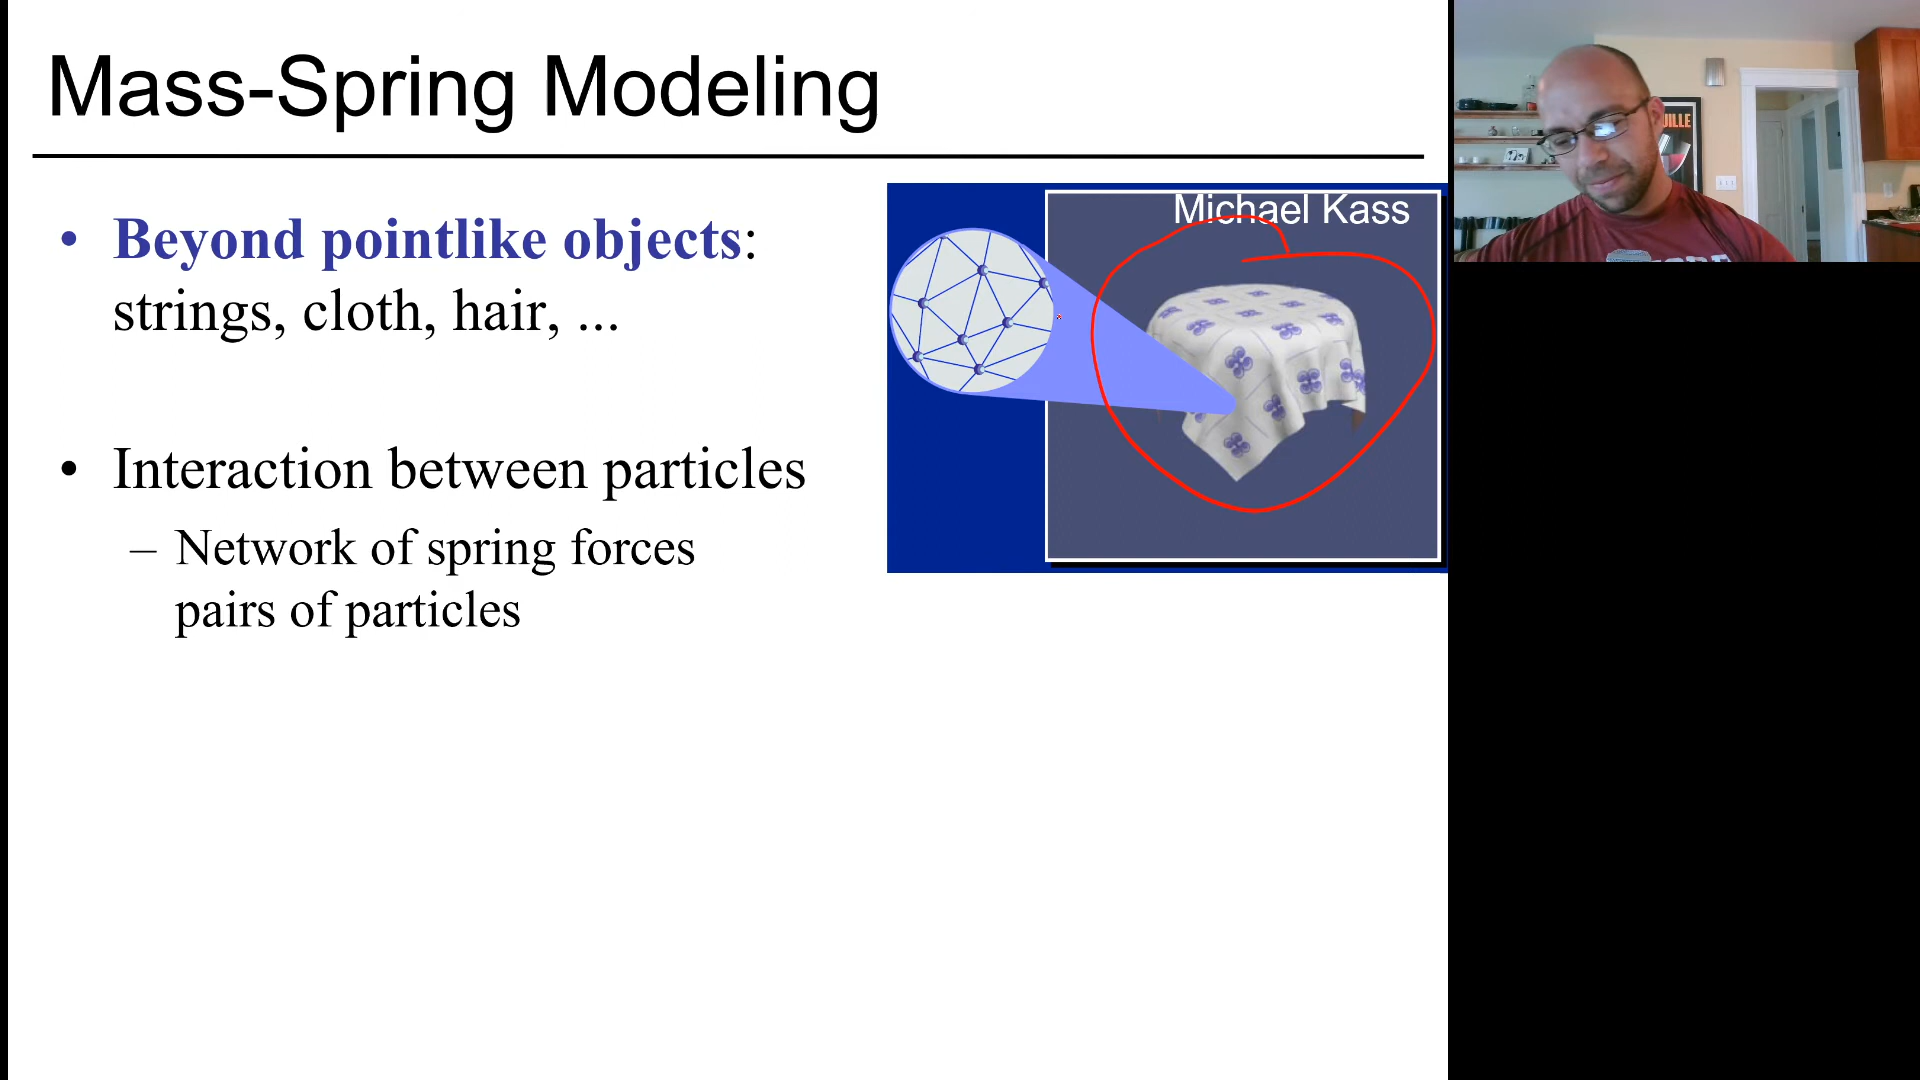 Mass-Spring Modeling
• Beyond pointlike objects:
strings, cloth, hair, ...
• Interaction between particles
– Network of spring forces
pairs of particles
Michael Kass